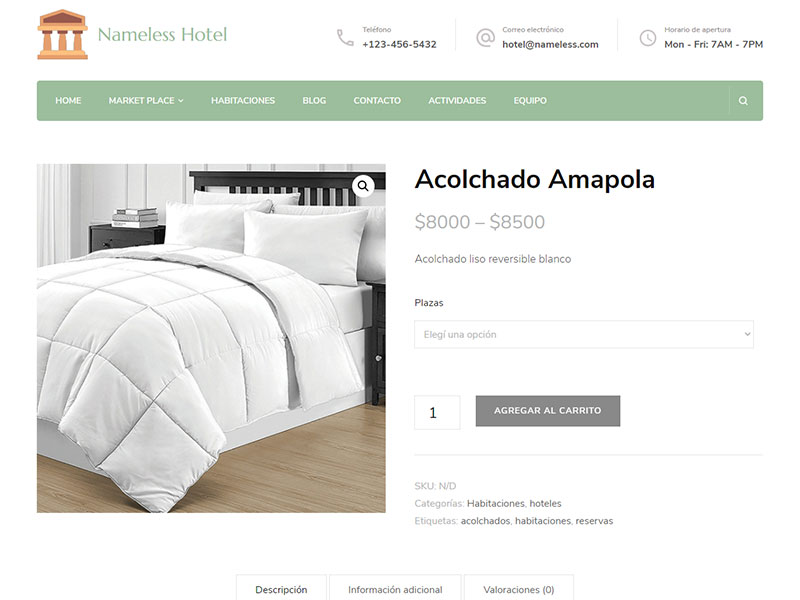 Nameless Hotel
Teléfono
+123-456-5432
Correo electrónico
hotel@nameless.com
Horario de apertura
Mon - Fri: 7AM - 7PM
HOME MARKET PLACE HABITACIONES BLOG CONTACTO ACTIVIDADES EQUIPO
Acolchado Amapola
$8000 – $8500
Acolchado liso reversible blanco
Plazas
Elegí una opción
1 AGREGAR AL CARRITO
SKU: N/D
Categorías: Habitaciones, hoteles
Etiquetas: acolchados, habitaciones, reservas
Descripción Información adicional Valoraciones (0)